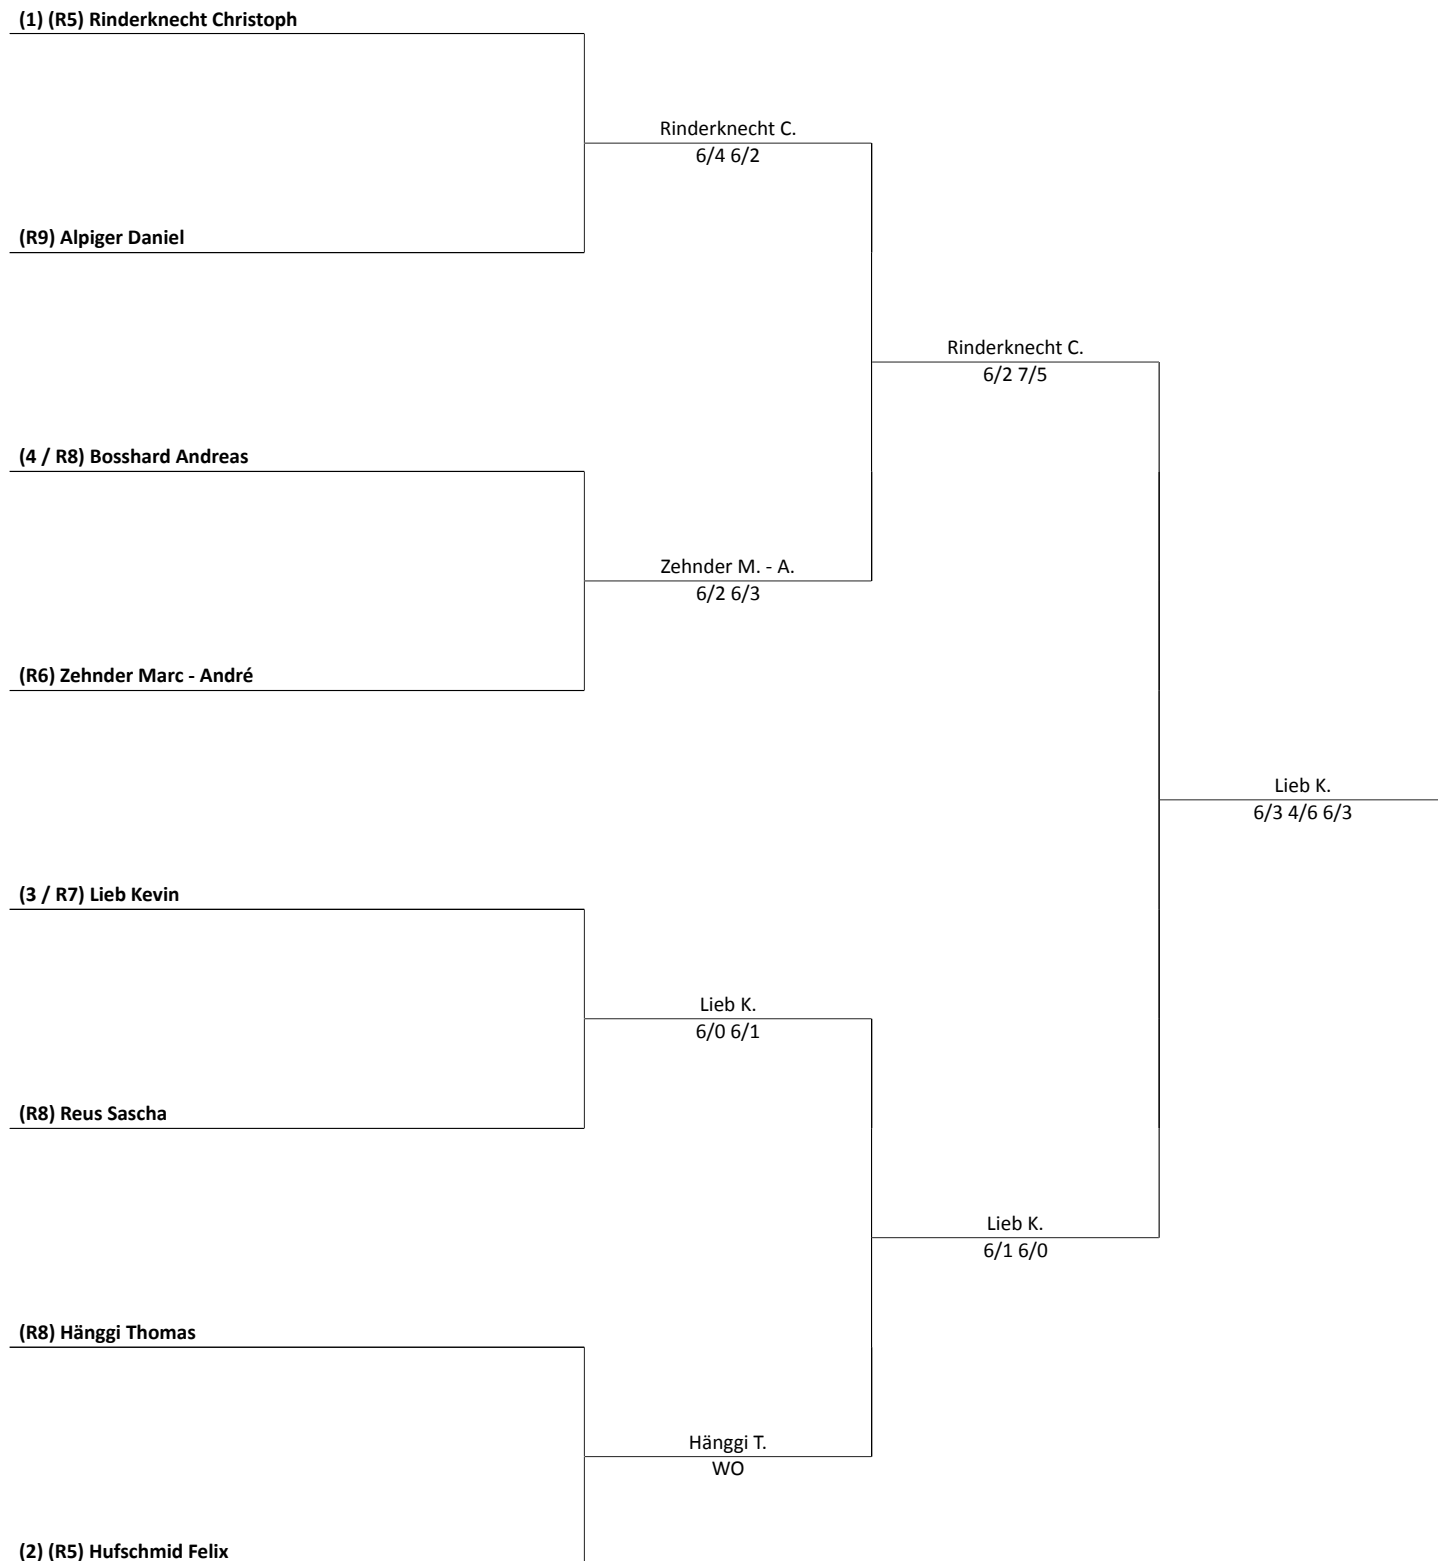 (1) (R5) Rinderknecht Christoph
Rinderknecht C.
6/4 6/2
(R9) Alpiger Daniel
Rinderknecht C.
6/2 7/5
(4 / R8) Bosshard Andreas
Zehnder M. - A.
6/2 6/3
(R6) Zehnder Marc - André
Lieb K.
6/3 4/6 6/3
(3 / R7) Lieb Kevin
Lieb K.
6/0 6/1
(R8) Reus Sascha
Lieb K.
6/1 6/0
(R8) Hänggi Thomas
Hänggi T.
WO
(2) (R5) Hufschmid Felix